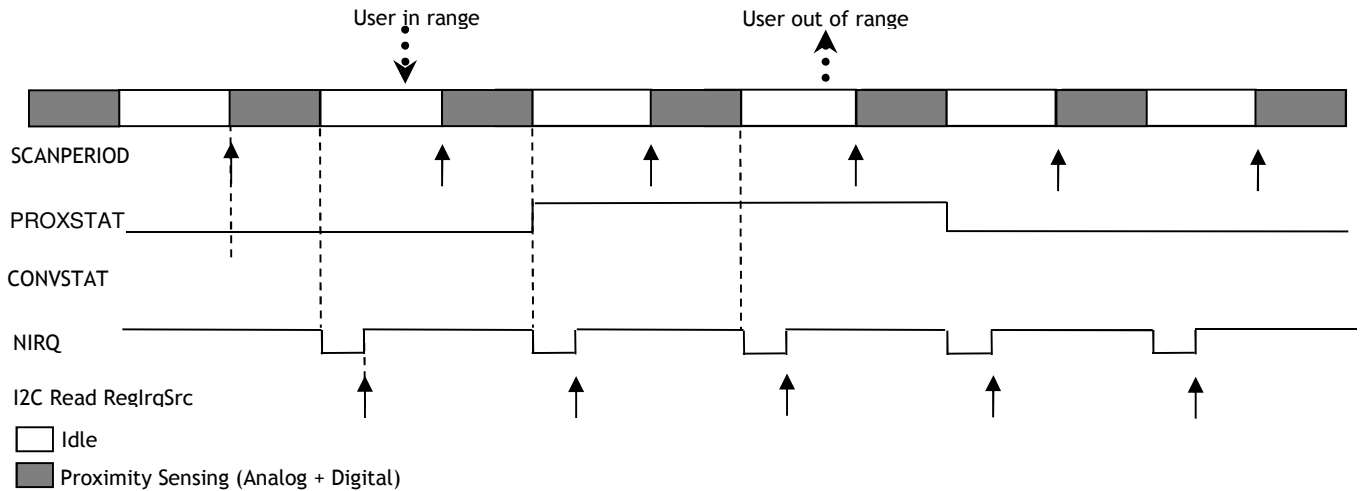 User in range
User out of range
SCANPERIOD
PROXSTAT
CONVSTAT
NIRQ
I2C Read RegIrqSrc
Idle
Proximity Sensing (Analog + Digital)